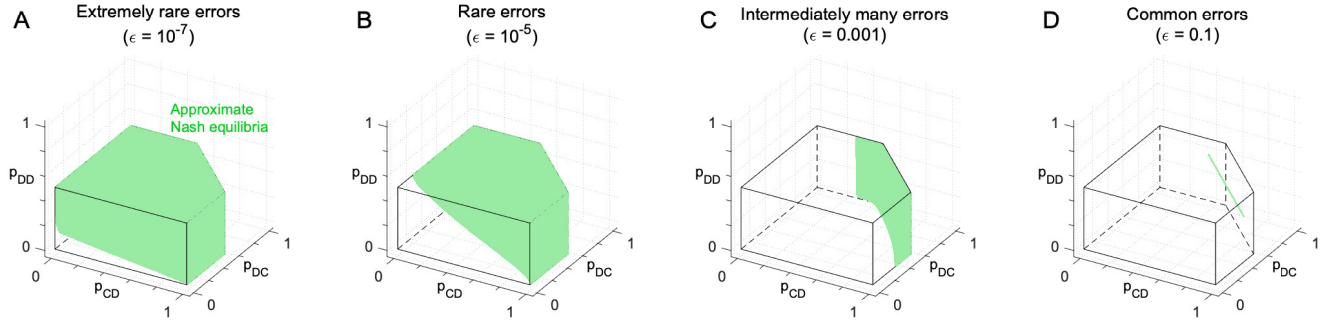 A
Extremely rare errors
(ϵ = 10⁻⁷)
Approximate
Nash equilibria
1
p_DD
0
0
p_CD
1
0
p_DC
1
B
Rare errors
(ϵ = 10⁻⁵)
1
p_DD
0
0
p_CD
1
0
p_DC
1
C
Intermediately many errors
(ϵ = 0.001)
1
p_DD
0
0
p_CD
1
0
p_DC
1
D
Common errors
(ϵ = 0.1)
1
p_DD
0
0
p_CD
1
0
p_DC
1